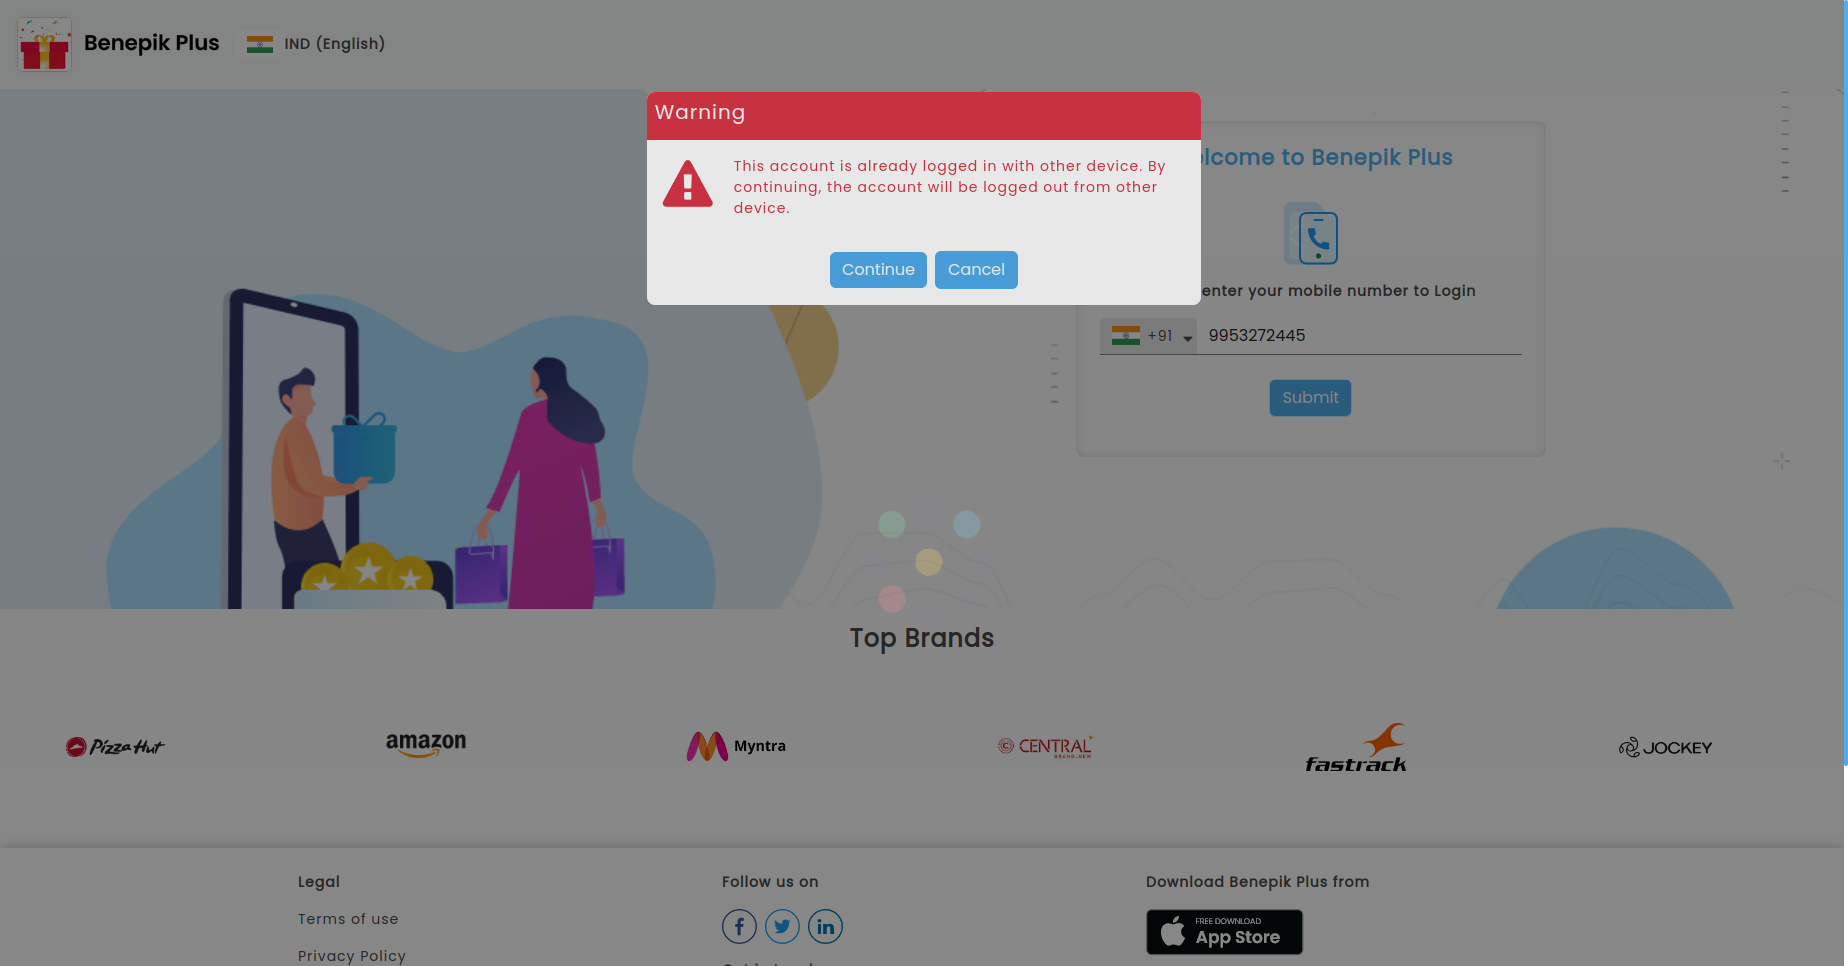 Benepik Plus
IND (English)
Warning
This account is already logged in with other device. By
continuing, the account will be logged out from other
device.
Continue
Cancel
Benepik Plus
enter your mobile number to Login
+91
9953272445
Submit
Top Brands
Pizza Hut
amazon
Myntra
CENTRAL
BRAND.NEW
fastrack
JOCKEY
Legal
Follow us on
Download Benepik Plus from
Terms of use
FREE DOWNLOAD
App Store
Privacy Policy